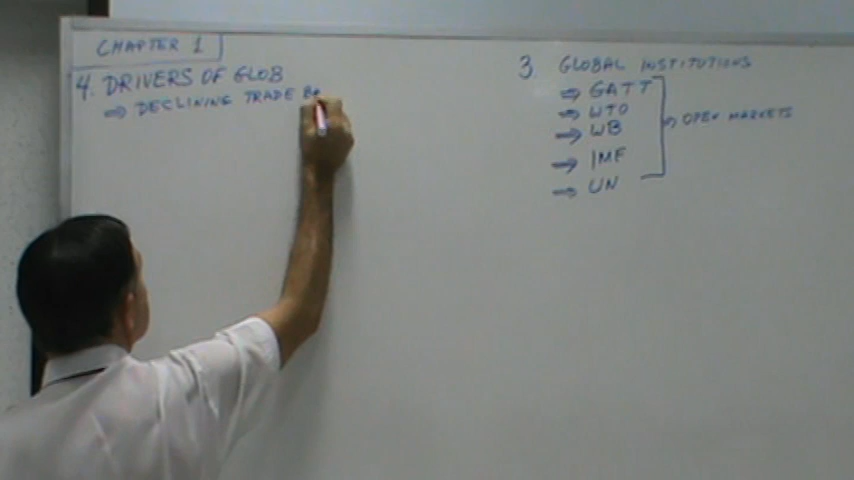 CHAPTER 1
4. DRIVERS OF GLOB
⇒ DECLINING TRADE
3 GLOBAL INSTITUTIONS
⇒ GATT
⇒ WTO
⇒ WB
⇒ IMF
⇒ UN
⇒ OPEN MARKETS